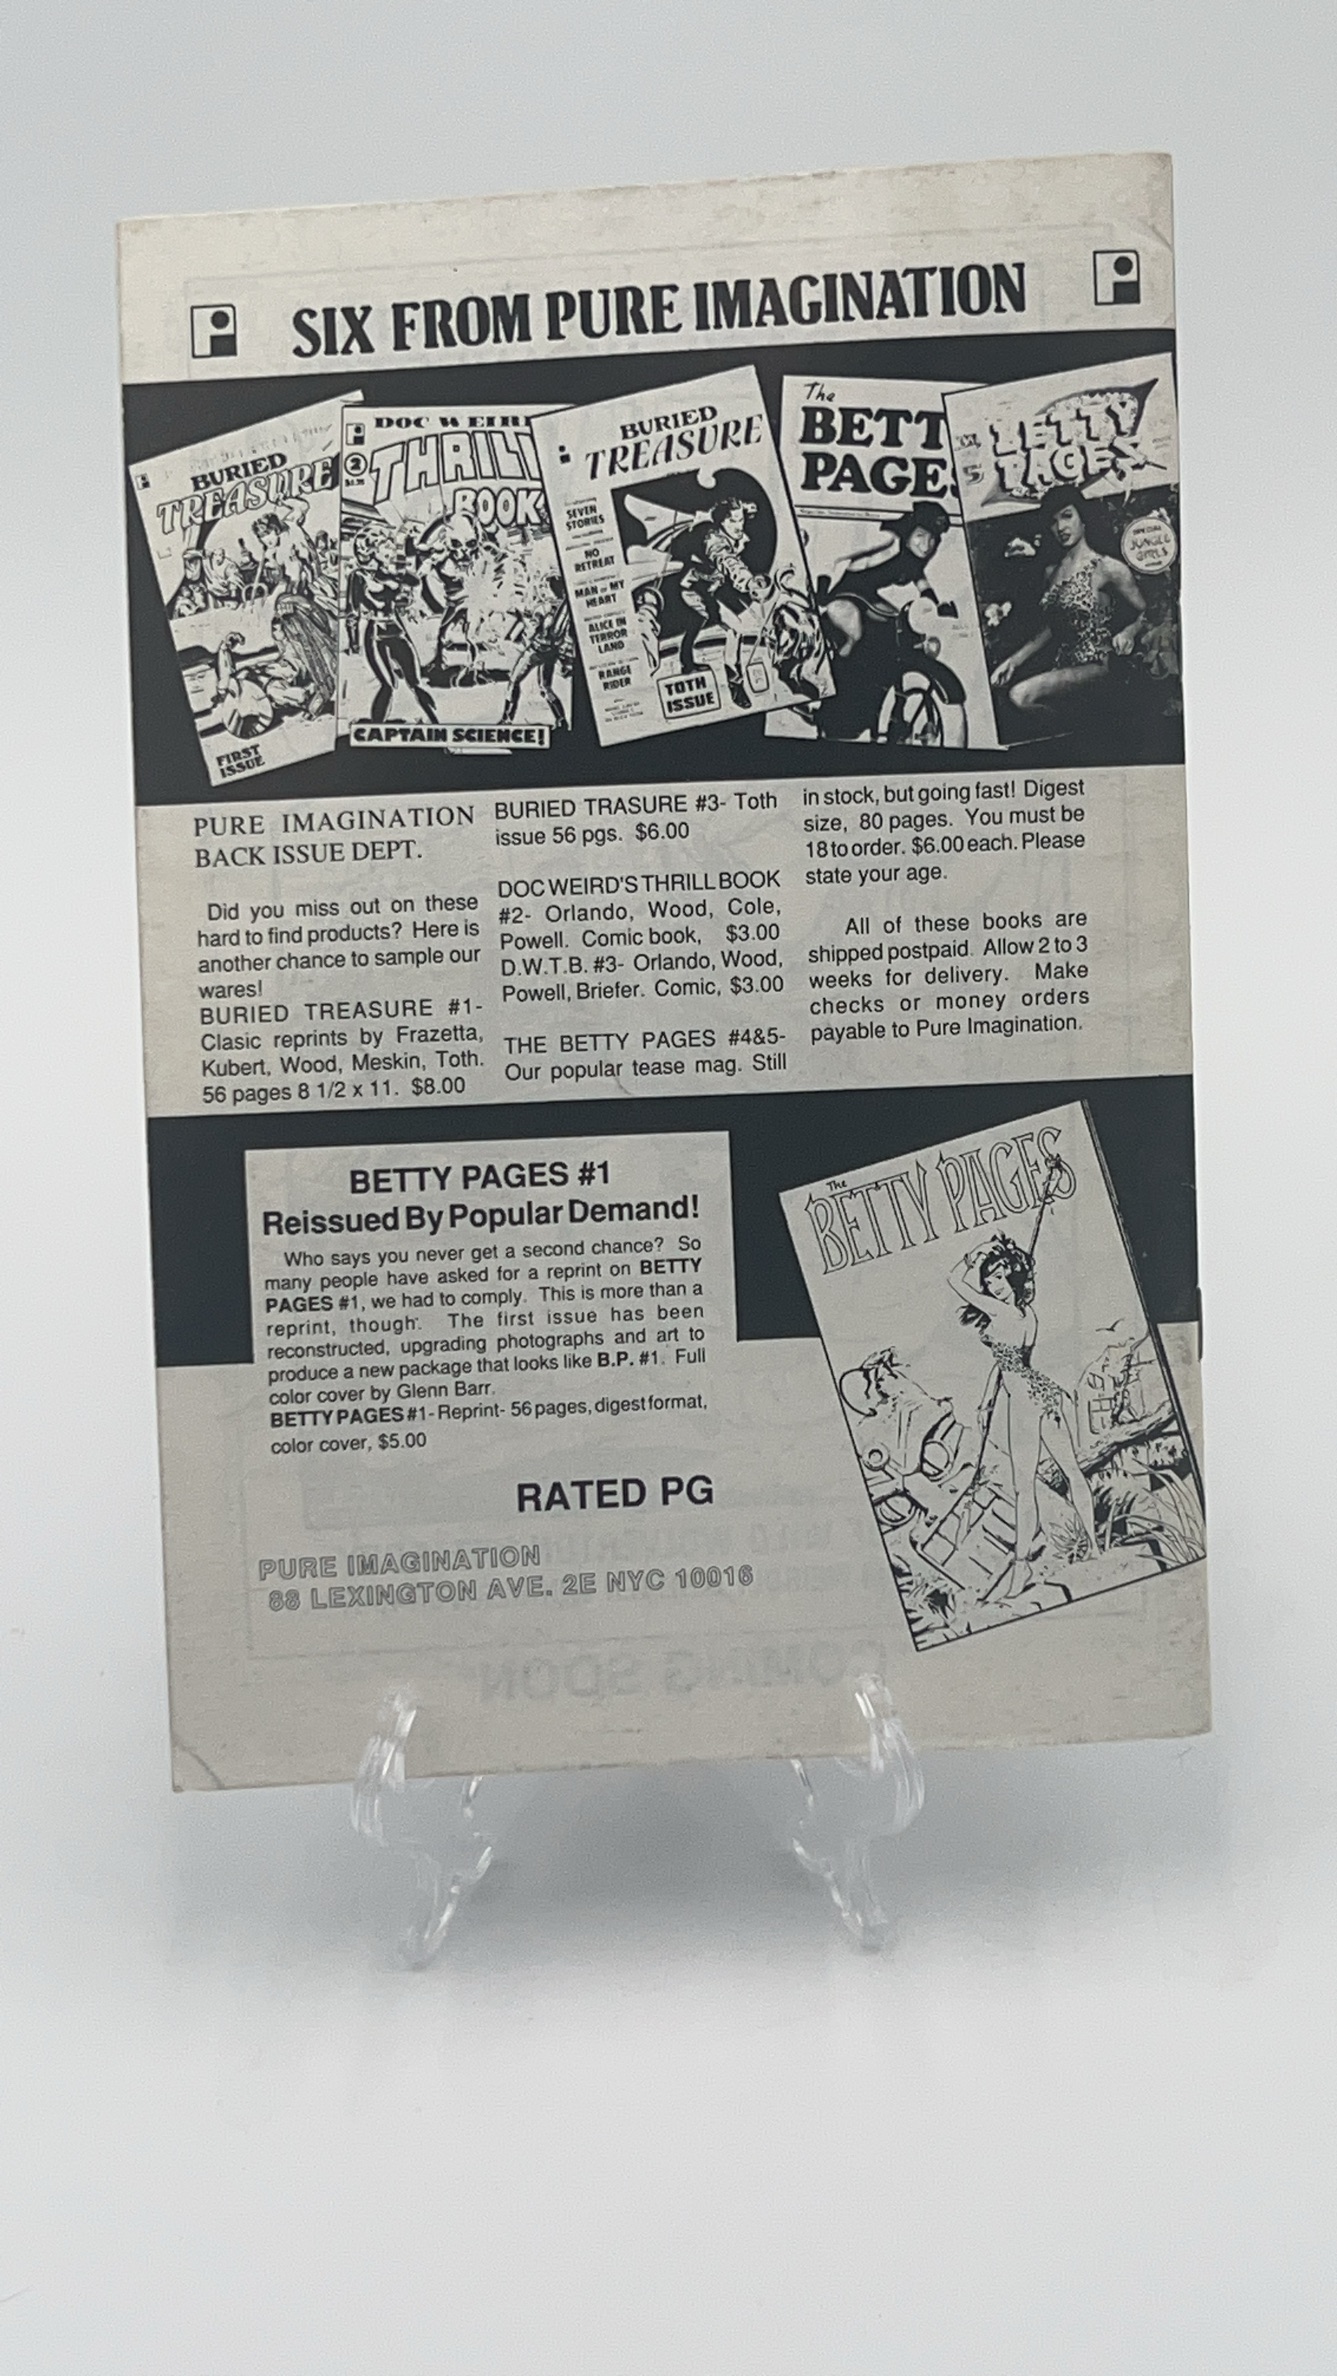 SIX FROM PURE IMAGINATION
BURIED
TREASURE
FIRST
ISSUE
DOC WEIRD
2
THRILL
BOOK
CAPTAIN SCIENCE!
BURIED
TREASURE
SEVEN
STORIES
NO
RETREAT
MAN OF MY
HEART
ALICE IN
TERROR
LAND
RANGE
RIDER
TOTH
ISSUE
The
BETT
PAGES
BETTY
PAGES
SPECIAL
JUNGLE
GIRLS
PURE IMAGINATION
BACK ISSUE DEPT.
Did you miss out on these
hard to find products? Here is
another chance to sample our
wares!
BURIED TREASURE #1-
Clasic reprints by Frazetta,
Kubert, Wood, Meskin, Toth.
56 pages 8 1/2 x 11. $8.00
BURIED TRASURE #3- Toth
issue 56 pgs. $6.00
DOC WEIRD'S THRILL BOOK
#2- Orlando, Wood, Cole,
Powell. Comic book, $3.00
D.W.T.B. #3- Orlando, Wood,
Powell, Briefer. Comic, $3.00
THE BETTY PAGES #4&5-
Our popular tease mag. Still
in stock, but going fast! Digest
size, 80 pages. You must be
18 to order. $6.00 each. Please
state your age.
All of these books are
shipped postpaid. Allow 2 to 3
weeks for delivery. Make
checks or money orders
payable to Pure Imagination.
BETTY PAGES #1
Reissued By Popular Demand!
Who says you never get a second chance? So
many people have asked for a reprint on BETTY
PAGES #1, we had to comply. This is more than a
reprint, though. The first issue has been
reconstructed, upgrading photographs and art to
produce a new package that looks like B.P. #1. Full
color cover by Glenn Barr.
BETTY PAGES #1- Reprint- 56 pages, digest format,
color cover, $5.00
The
BETTY PAGES
RATED PG
PURE IMAGINATION
88 LEXINGTON AVE. 2E NYC 10016
COMING SOON